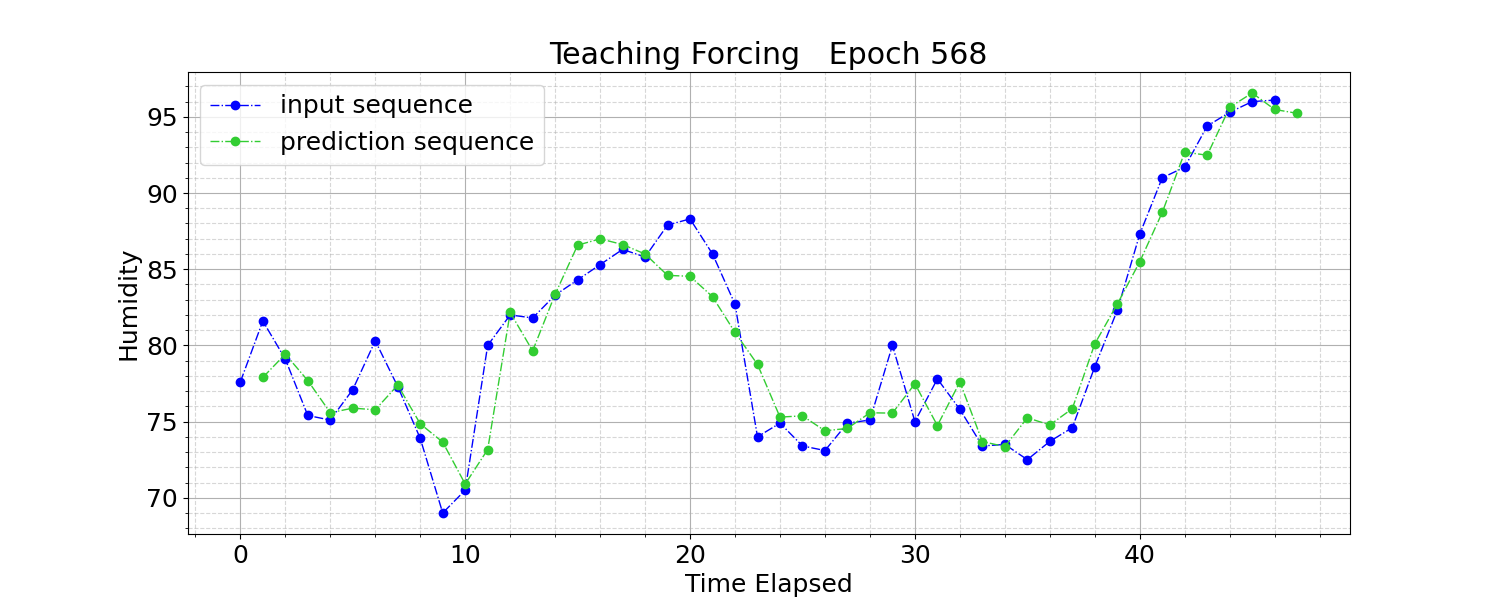 Teaching Forcing   Epoch 568
input sequence
prediction sequence
Humidity
95
90
85
80
75
70
0 10 20 30 40
Time Elapsed